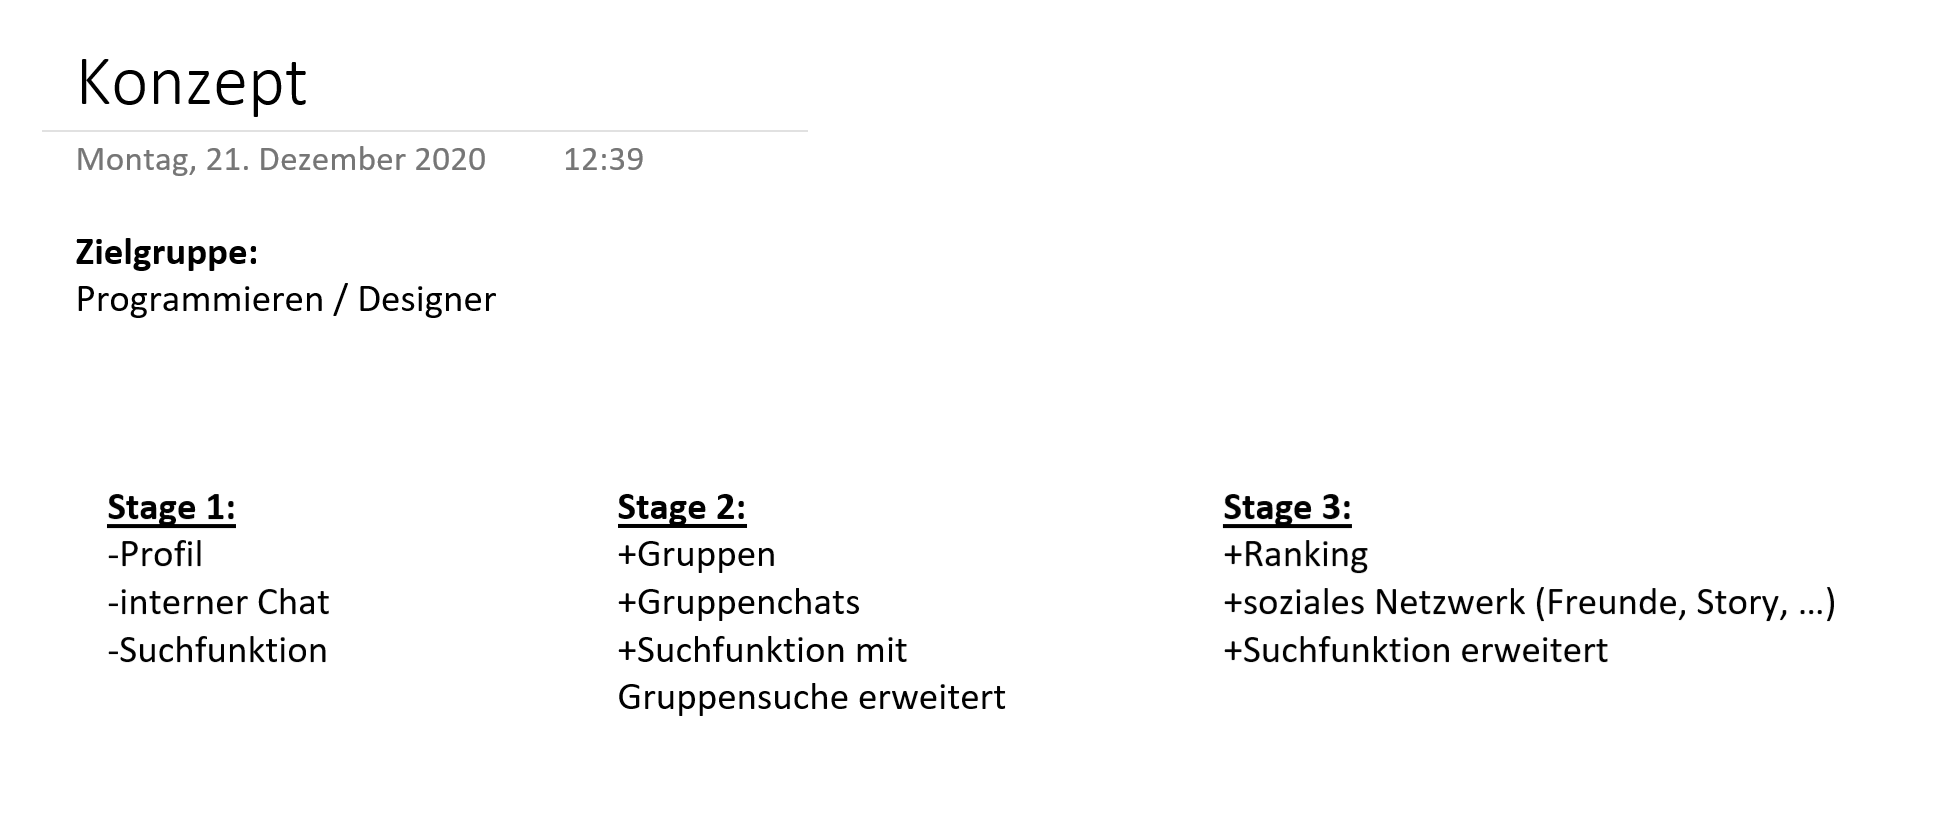 Konzept
Montag, 21. Dezember 2020 12:39
Zielgruppe:
Programmieren / Designer
Stage 1:
-Profil
-interner Chat
-Suchfunktion
Stage 2:
+Gruppen
+Gruppenchats
+Suchfunktion mit
Gruppensuche erweitert
Stage 3:
+Ranking
+soziales Netzwerk (Freunde, Story, ...)
+Suchfunktion erweitert